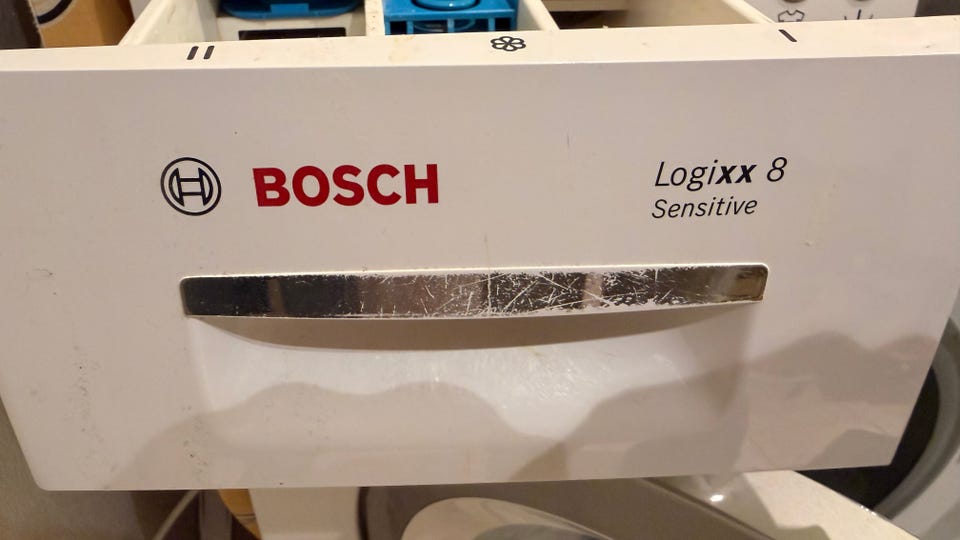 II
I
BOSCH
Logixx 8
Sensitive